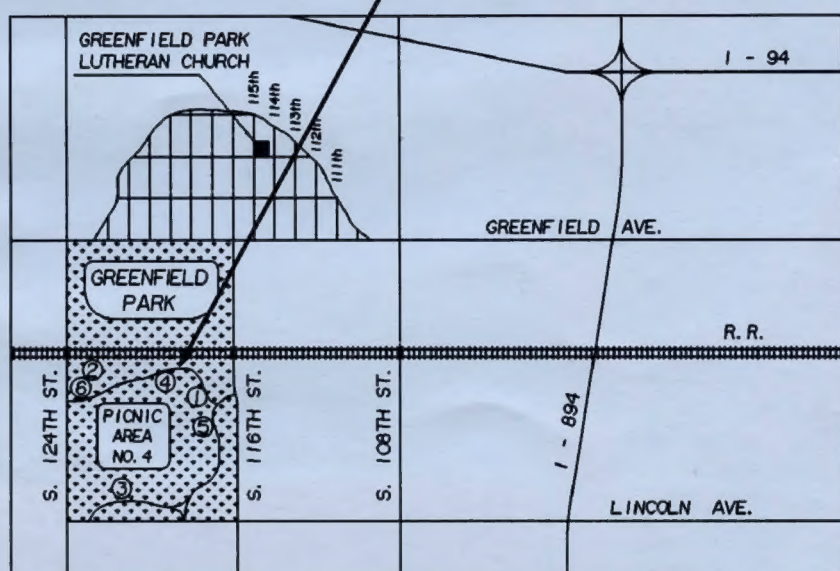 GREENFIELD PARK
LUTHERAN CHURCH
115th
114th
113th
112th
111th
I - 94
GREENFIELD AVE.
GREENFIELD
PARK
R.R.
②
⑥
④
①
⑤
PICNIC
AREA
NO. 4
③
S. 124TH ST.
S. 116TH ST.
S. 108TH ST.
I - 894
LINCOLN AVE.